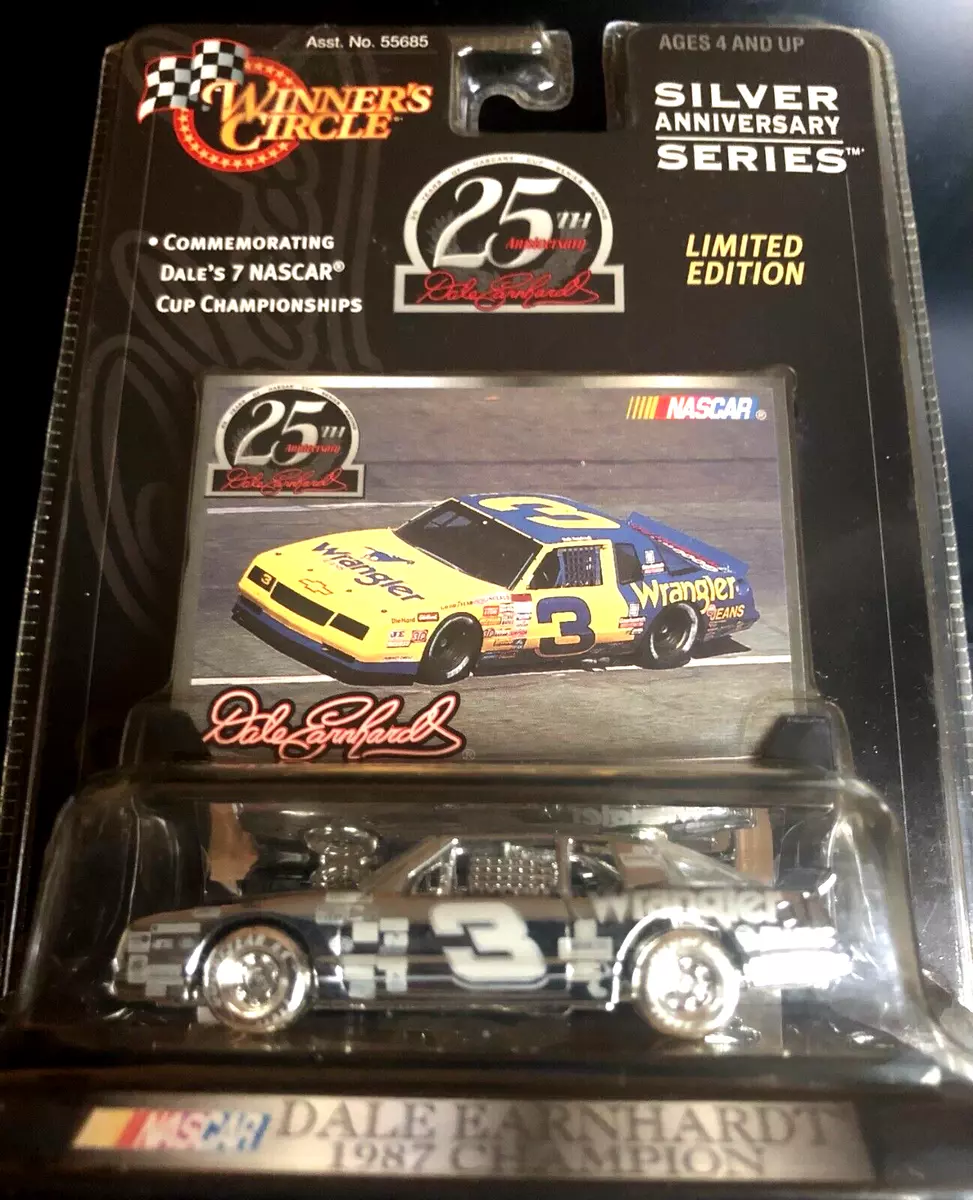 Asst. No. 55685
AGES 4 AND UP
WINNER'S
CIRCLE
SILVER
ANNIVERSARY
SERIES™
25TH
Anniversary
Dale Earnhardt
• COMMEMORATING
DALE'S 7 NASCAR®
CUP CHAMPIONSHIPS
LIMITED
EDITION
25TH
Anniversary
Dale Earnhardt
NASCAR®
3
Wrangler
3
DieHard
3
Wrangler
JEANS
Dale Earnhardt®
3
Wrangler
NASCAR
DALE EARNHARDT
1987 CHAMPION